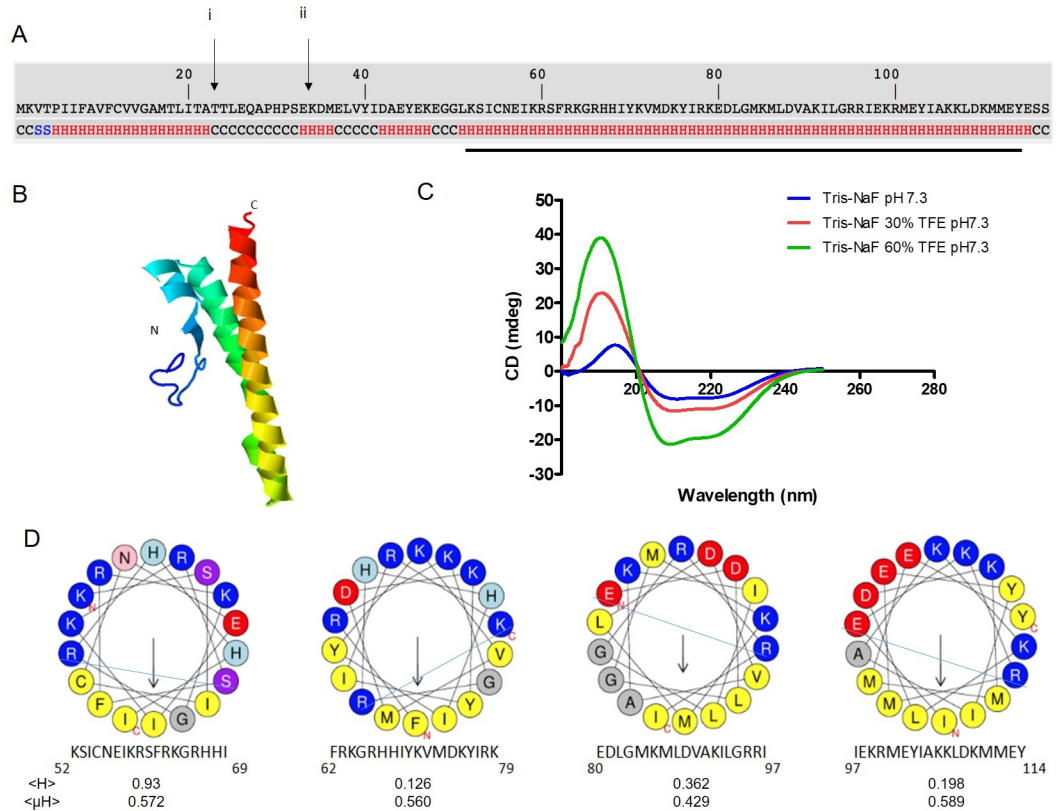 i
ii
A
20
40
60
80
100
MKVTPIIFAVFCVVGAMTLITATTLEQAPHPSEKDMELVYIDAEYEKEGGLKSICNEIKRSFRKGRHHIYKVMDKYIRKEDLGMKMLDVAKILGRRIEKRMEYIAKKLDKMMEYESS
CCSSHHHHHHHHHHHHHHHHHHCCCCCCCCCCHHHHCCCCCHHHHHHCCCHHHHHHHHHHHHHHHHHHHHHHHHHHHHHHHHHHHHHHHHHHHHHHHHHHHHHHHHHHHHHHHHHCC
B
C
N
C
50
40
30
20
10
0
-10
-20
-30
CD (mdeg)
200
220
240
260
280
Wavelength (nm)
Tris-NaF pH 7.3
Tris-NaF 30% TFE pH7.3
Tris-NaF 60% TFE pH7.3
D
N H R S K E H S I G I I F C R K K R
N
C
H R K K K H K V G Y I N F M R I Y R D
C
K M R D D I K R V L L M I A G G L E
N
C
E E K K K Y Y K R M I I L M M A E D
C
N
KSICNEIKRSFRKGRHHI
FRKGRHHIYKVMDKYIRK
EDLGMKMLDVAKILGRRI
IEKRMEYIAKKLDKMMEY
52
69
62
79
80
97
97
114
<H>
0.93
0.126
0.362
0.198
<μH>
0.572
0.560
0.429
0.589